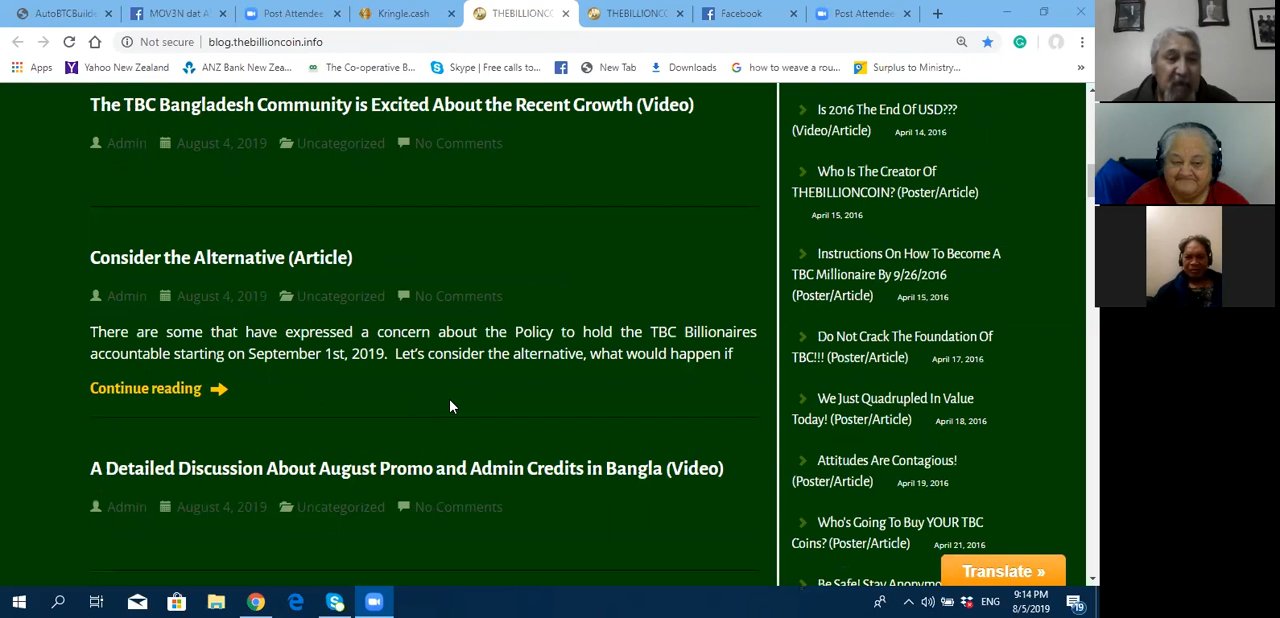 AutoBTCBuilde
MOV3N dat A
Post Attendee
Kringle.cash
THEBILLIONCO
THEBILLIONCO
Facebook
Post Attendee
Not secure
blog.thebillioncoin.info
Apps
Yahoo New Zealand
ANZ Bank New Zea...
The Co-operative B...
Skype | Free calls to...
New Tab
Downloads
how to weave a rou...
Surplus to Ministry...
»
The TBC Bangladesh Community is Excited About the Recent Growth (Video)
Admin August 4, 2019 Uncategorized No Comments
Consider the Alternative (Article)
Admin August 4, 2019 Uncategorized No Comments
There are some that have expressed a concern about the Policy to hold the TBC Billionaires
accountable starting on September 1st, 2019. Let's consider the alternative, what would happen if
Continue reading
A Detailed Discussion About August Promo and Admin Credits in Bangla (Video)
Admin August 4, 2019 Uncategorized No Comments
Is 2016 The End Of USD???
(Video/Article) April 14, 2016
Who Is The Creator Of
THEBILLIONCOIN? (Poster/Article)
April 15, 2016
Instructions On How To Become A
TBC Millionaire By 9/26/2016
(Poster/Article) April 15, 2016
Do Not Crack The Foundation Of
TBC!!! (Poster/Article) April 17, 2016
We Just Quadrupled In Value
Today! (Poster/Article) April 18, 2016
Attitudes Are Contagious!
(Poster/Article) April 19, 2016
Who's Going To Buy YOUR TBC
Coins? (Poster/Article) April 21, 2016
Be Safe! Stay Anonymo
Translate »
ENG
9:14 PM
8/5/2019
19